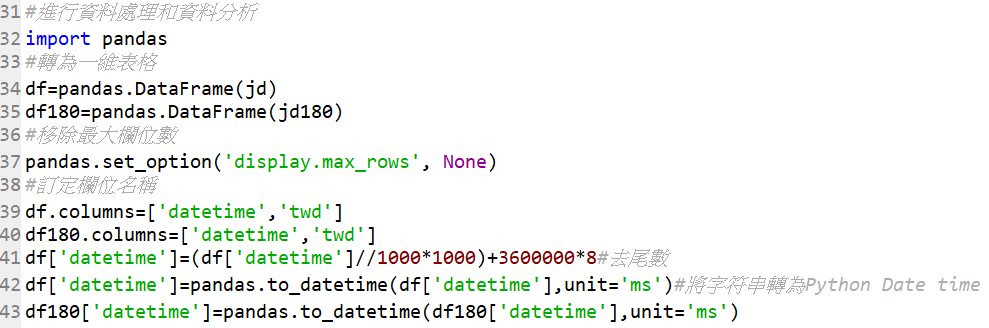 31 #進行資料處理和資料分析
32 import pandas
33 #轉為一維表格
34 df=pandas.DataFrame(jd)
35 df180=pandas.DataFrame(jd180)
36 #移除最大欄位數
37 pandas.set_option('display.max_rows', None)
38 #訂定欄位名稱
39 df.columns=['datetime','twd']
40 df180.columns=['datetime','twd']
41 df['datetime']=(df['datetime']//1000*1000)+3600000*8#去尾數
42 df['datetime']=pandas.to_datetime(df['datetime'],unit='ms')#將字符串轉為Python Date time
43 df180['datetime']=pandas.to_datetime(df180['datetime'],unit='ms')